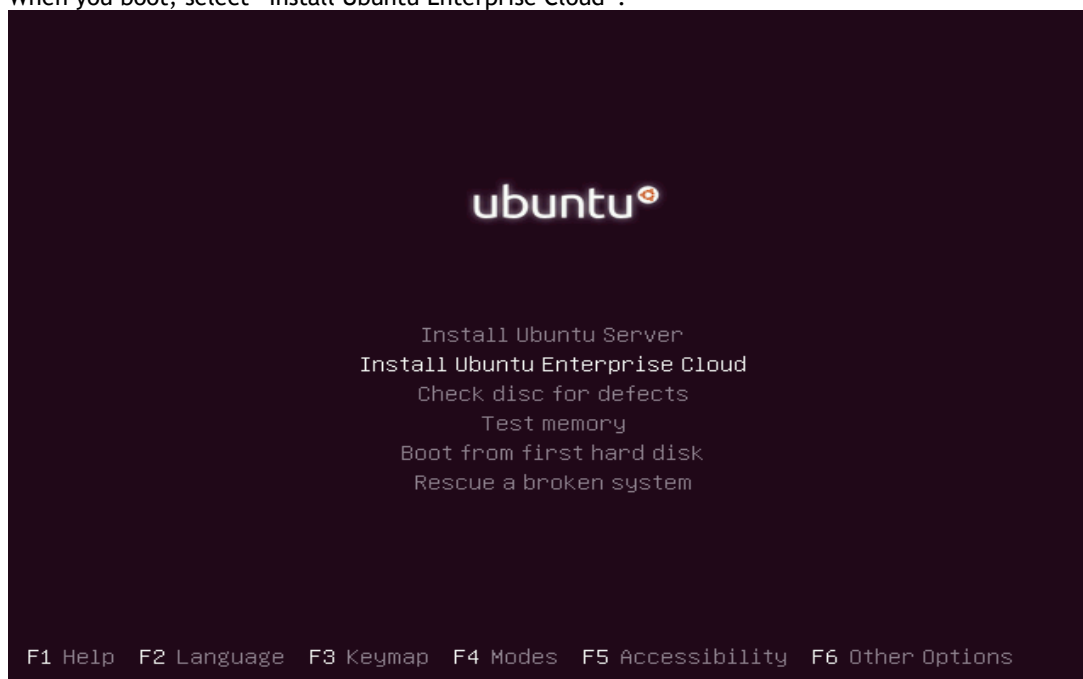 When you boot, select "Install Ubuntu Enterprise Cloud".
ubuntu
Install Ubuntu Server
Install Ubuntu Enterprise Cloud
Check disc for defects
Test memory
Boot from first hard disk
Rescue a broken system
F1 Help F2 Language F3 Keymap F4 Modes F5 Accessibility F6 Other Options